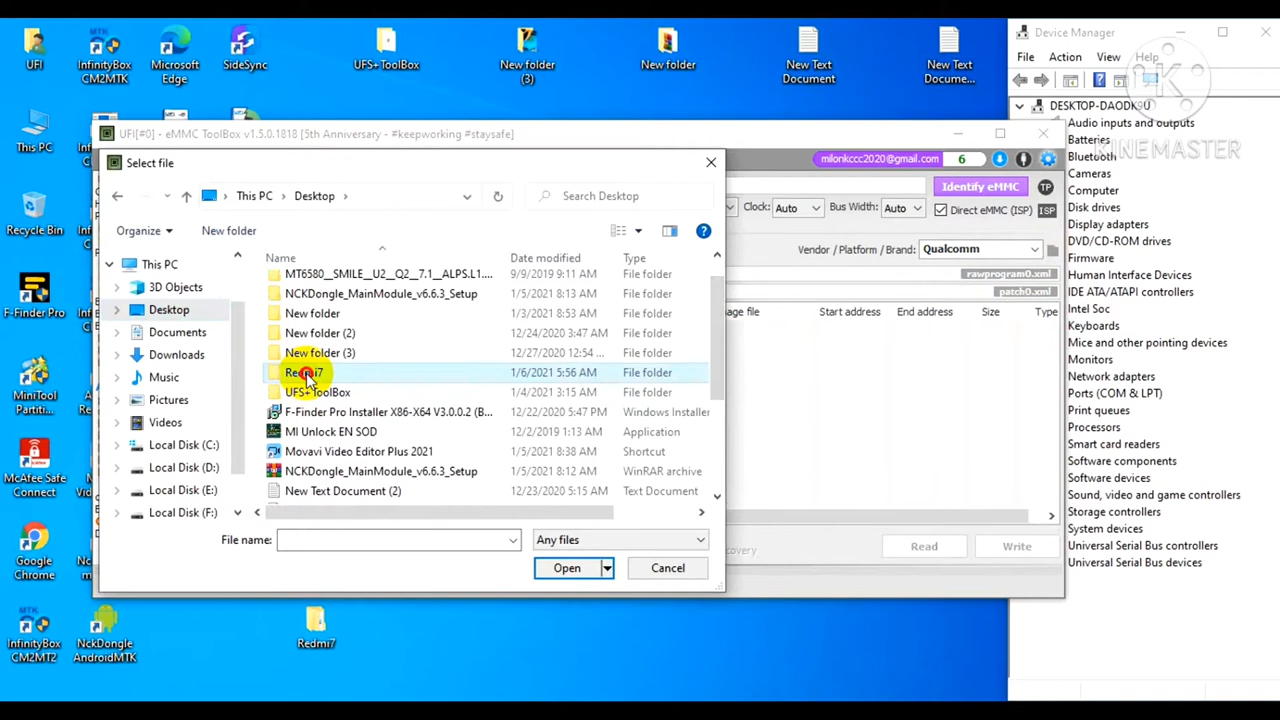 UFI
InfinityBox
CM2MTK
Microsoft
Edge
SideSync
UFS+ ToolBox
New folder
(3)
New folder
New Text
Document
New Text
Docume...
This PC
Recycle Bin
F-Finder Pro
MiniTool
Partiti...
McAfee Safe
Connect
Google
Chrome
InfinityBox
CM2MT2
NckDongle
AndroidMTK
Redmi7
UFI[#0] - eMMC ToolBox v1.5.0.1818 [5th Anniversary - #keepworking #staysafe]
milonkccc2020@gmail.com 6
Identify eMMC TP
Clock: Auto Bus Width: Auto Direct eMMC (ISP) ISP
Vendor / Platform / Brand: Qualcomm
rawprogram0.xml
patch0.xml
ge file Start address End address Size Type
Read Write
Select file
This PC Desktop
Search Desktop
Organize New folder
This PC
3D Objects
Desktop
Documents
Downloads
Music
Pictures
Videos
Local Disk (C:)
Local Disk (D:)
Local Disk (E:)
Local Disk (F:)
Name Date modified Type
MT6580__SMILE__U2__Q2__7.1__ALPS.L1.... 9/9/2019 9:11 AM File folder
NCKDongle_MainModule_v6.6.3_Setup 1/5/2021 8:13 AM File folder
New folder 1/3/2021 8:53 AM File folder
New folder (2) 12/24/2020 3:47 AM File folder
New folder (3) 12/27/2020 12:54 ... File folder
Redmi7 1/6/2021 5:56 AM File folder
UFS+ToolBox 1/4/2021 3:15 AM File folder
F-Finder Pro Installer X86-X64 V3.0.0.2 (B... 12/22/2020 5:47 PM Windows Installer
MI Unlock EN SOD 12/2/2019 1:13 AM Application
Movavi Video Editor Plus 2021 1/5/2021 8:38 AM Shortcut
NCKDongle_MainModule_v6.6.3_Setup 1/5/2021 8:12 AM WinRAR archive
New Text Document (2) 12/23/2020 5:15 AM Text Document
File name: Any files
Open Cancel
Device Manager
File Action View Help
DESKTOP-DAODK9U
Audio inputs and outputs
Batteries
Bluetooth
Cameras
Computer
Disk drives
Display adapters
DVD/CD-ROM drives
Firmware
Human Interface Devices
IDE ATA/ATAPI controllers
Intel Soc
Keyboards
Mice and other pointing devices
Monitors
Network adapters
Ports (COM & LPT)
Print queues
Processors
Smart card readers
Software components
Software devices
Sound, video and game controllers
Storage controllers
System devices
Universal Serial Bus controllers
Universal Serial Bus devices
KINEMASTER